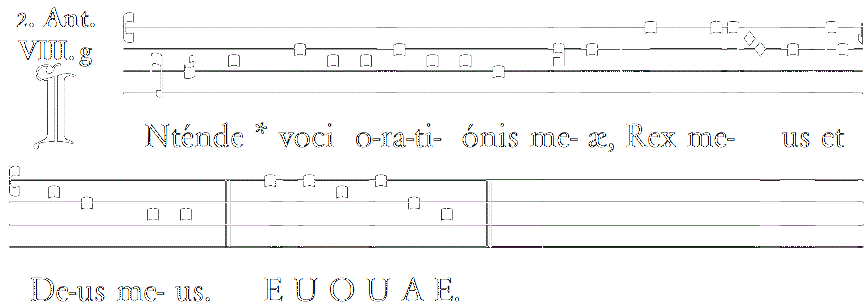 2. Ant.
VIII. g
I
Nténde * voci o-ra-ti- ónis me- æ, Rex me- us et
De-us me- us. E U O U A E.